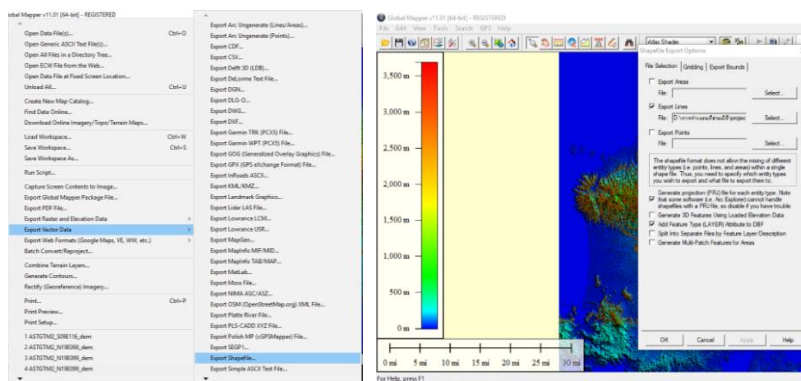 Global Mapper v11.01 [64-bit] - REGISTERED
Open Data File(s)... Ctrl+O
Open Generic ASCII Text File(s)...
Open All Files in a Directory Tree...
Open ECW File from the Web...
Open Data File at Fixed Screen Location...
Unload All... Ctrl+U
Create New Map Catalog...
Find Data Online...
Download Online Imagery/Topo/Terrain Maps...
Load Workspace... Ctrl+W
Save Workspace... Ctrl+S
Save Workspace As...
Run Script...
Capture Screen Contents to Image...
Export Global Mapper Package File...
Export PDF File...
Export Raster and Elevation Data >
Export Vector Data >
Export Web Formats (Google Maps, VE, WW, etc.) >
Batch Convert/Reproject...
Combine Terrain Layers...
Generate Contours...
Rectify (Georeference) Imagery...
Print... Ctrl+P
Print Preview...
Print Setup...
1 ASTGTM2_S09E116_dem
2 ASTGTM2_N19E099_dem
3 ASTGTM2_N19E098_dem
4 ASTGTM2_N18E099_dem
Export Arc Ungenerate (Lines/Areas)...
Export Arc Ungenerate (Points)...
Export CDF...
Export CSV...
Export Delft 3D (LDB)...
Export DeLorme Text File...
Export DGN...
Export DLG-O...
Export DWG...
Export DXF...
Export Garmin TRK (PCX5) File...
Export Garmin WPT (PCX5) File...
Export GOG (Generalized Overlay Graphics) File...
Export GPX (GPS eXchange Format) File...
Export InRoads ASCII...
Export KML/KMZ...
Export Landmark Graphics...
Export Lidar LAS File...
Export Lowrance LCM...
Export Lowrance USR...
Export MapGen...
Export MapInfo MIF/MID...
Export MapInfo TAB/MAP...
Export MatLab...
Export Moss File...
Export NIMA ASC/ASZ...
Export OSM (OpenStreetMap.org) XML File...
Export Platte River File...
Export PLS-CADD XYZ File...
Export Polish MP (cGPSMapper) File...
Export SEGP1...
Export Shapefile...
Export Simple ASCII Text File...
Global Mapper v11.01 [64-bit] - REGISTERED
File Edit View Tools Search GPS Help
Atlas Shader
3,500 m
3,000 m
2,500 m
2,000 m
1,500 m
1,000 m
500 m
0 m
0 mi 5 mi 10 mi 15 mi 20 mi 25 mi 30 mi
For Help, press F1
Shapefile Export Options
File Selection Gridding Export Bounds
Export Areas
File: Select...
Export Lines
File: Select...
Export Points
File: Select...
The shapefile format does not allow the mixing of different
entity types (i.e. points, lines, and areas) within a single
shape file. Thus, you need to specify which entity types
you wish to export and what file to export them to.
Generate projection (PRJ) file for each entity type. Note
that some software (i.e. Arc Explorer) cannot handle
shapefiles with a PRJ file, so disable if you have trouble.
Generate 3D Features Using Loaded Elevation Data
Add Feature Type (LAYER) Attribute to DBF
Split Into Separate Files by Feature Layer/Description
Generate Multi-Patch Features for Areas
OK Cancel Apply Help